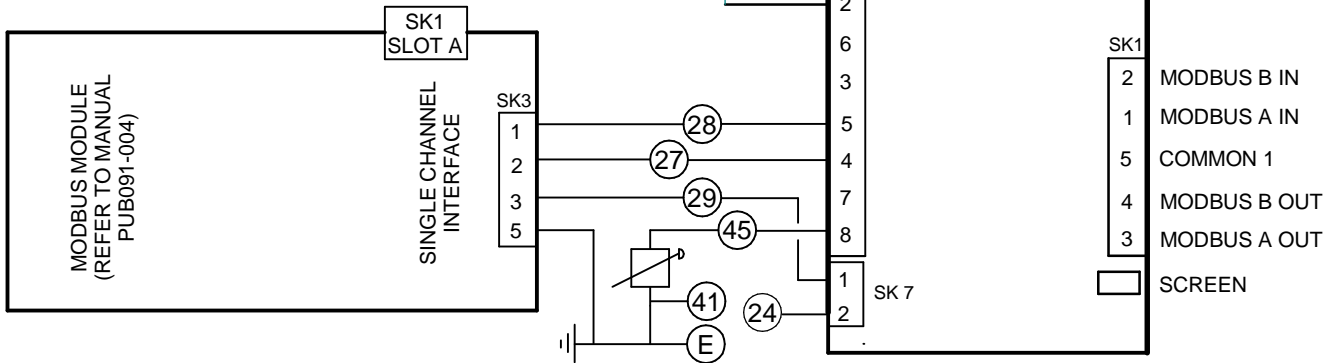 SK1
SLOT A
MODBUS MODULE
(REFER TO MANUAL
PUB091-004)
SINGLE CHANNEL
INTERFACE
SK3
1
2
3
5
28
27
29
45
41
E
24
2
6
3
5
4
7
8
1
2
SK 7
SK1
2 MODBUS B IN
1 MODBUS A IN
5 COMMON 1
4 MODBUS B OUT
3 MODBUS A OUT
SCREEN